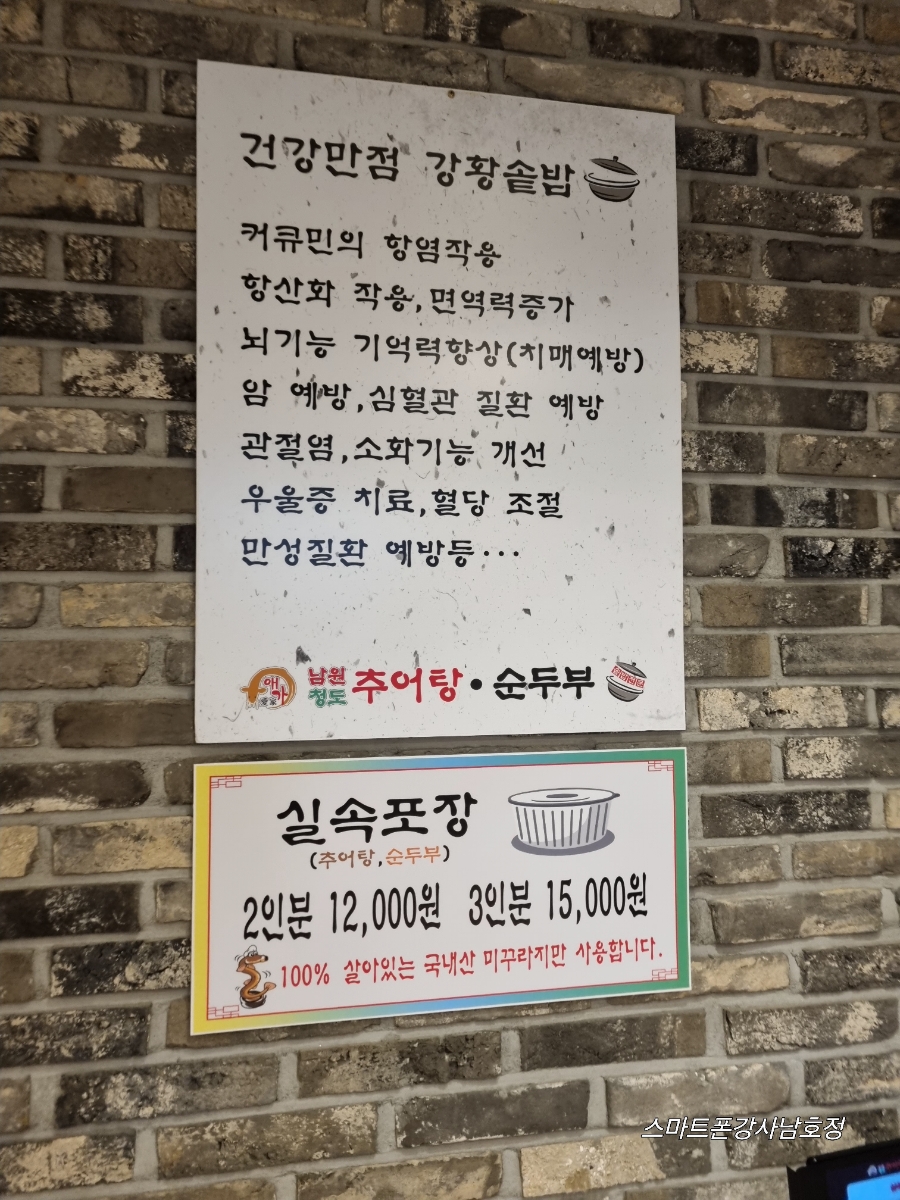 건강만점 강황솥밥
커큐민의 항염작용
항산화 작용,면역력증가
뇌기능 기억력향상(치매예방)
암 예방,심혈관 질환 예방
관절염,소화기능 개선
우울증 치료,혈당 조절
만성질환 예방등···
애가
남원
청도
추어탕·순두부
실속포장
(추어탕,순두부)
2인분 12,000원 3인분 15,000원
100% 살아있는 국내산 미꾸라지만 사용합니다.
스마트폰강사남호정